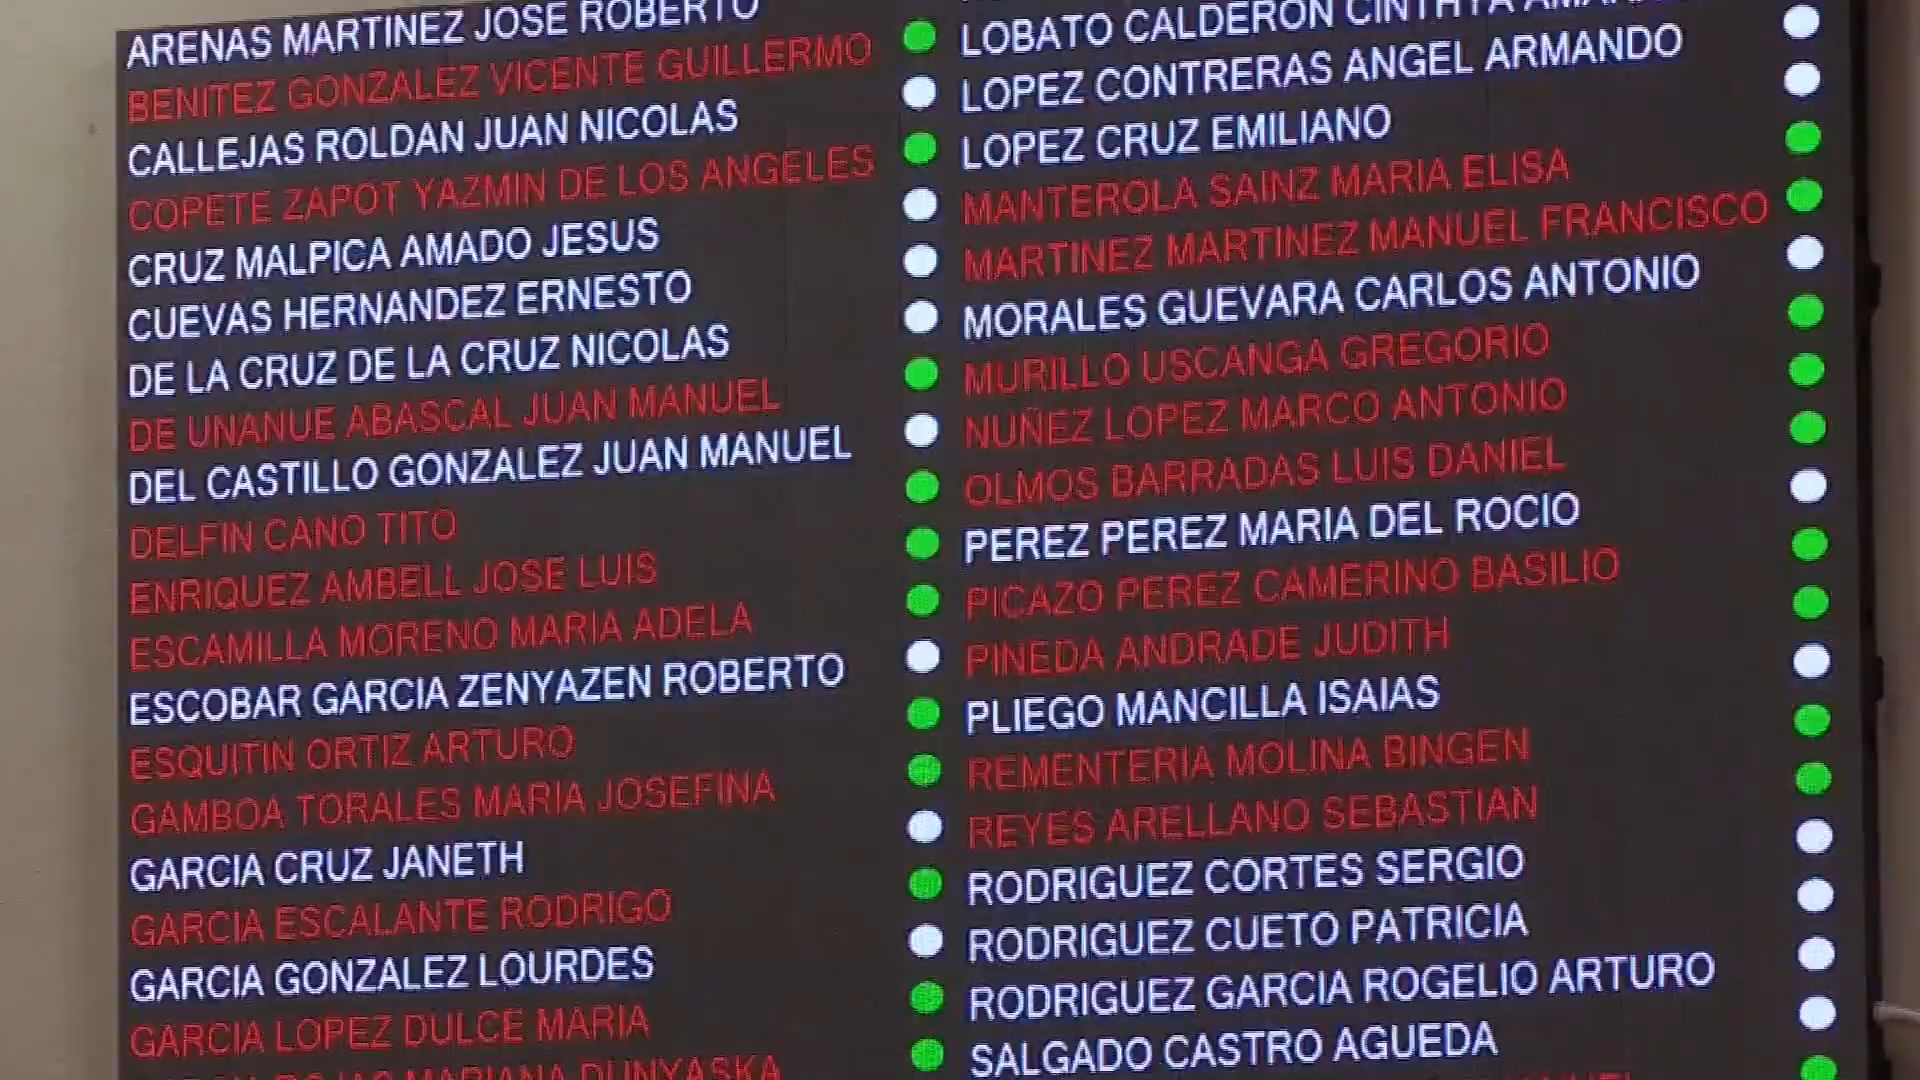 ARENAS MARTINEZ JOSE ROBERTO
BENITEZ GONZALEZ VICENTE GUILLERMO
CALLEJAS ROLDAN JUAN NICOLAS
COPETE ZAPOT YAZMIN DE LOS ANGELES
CRUZ MALPICA AMADO JESUS
CUEVAS HERNANDEZ ERNESTO
DE LA CRUZ DE LA CRUZ NICOLAS
DE UNANUE ABASCAL JUAN MANUEL
DEL CASTILLO GONZALEZ JUAN MANUEL
DELFIN CANO TITO
ENRIQUEZ AMBELL JOSE LUIS
ESCAMILLA MORENO MARIA ADELA
ESCOBAR GARCIA ZENYAZEN ROBERTO
ESQUITIN ORTIZ ARTURO
GAMBOA TORALES MARIA JOSEFINA
GARCIA CRUZ JANETH
GARCIA ESCALANTE RODRIGO
GARCIA GONZALEZ LOURDES
GARCIA LOPEZ DULCE MARIA
ROJAS MARIANA DUNYASKA
LOBATO CALDERON CINTHYA
LOPEZ CONTRERAS ANGEL ARMANDO
LOPEZ CRUZ EMILIANO
MANTEROLA SAINZ MARIA ELISA
MARTINEZ MARTINEZ MANUEL FRANCISCO
MORALES GUEVARA CARLOS ANTONIO
MURILLO USCANGA GREGORIO
NUÑEZ LOPEZ MARCO ANTONIO
OLMOS BARRADAS LUIS DANIEL
PEREZ PEREZ MARIA DEL ROCIO
PICAZO PEREZ CAMERINO BASILIO
PINEDA ANDRADE JUDITH
PLIEGO MANCILLA ISAIAS
REMENTERIA MOLINA BINGEN
REYES ARELLANO SEBASTIAN
RODRIGUEZ CORTES SERGIO
RODRIGUEZ CUETO PATRICIA
RODRIGUEZ GARCIA ROGELIO ARTURO
SALGADO CASTRO AGUEDA